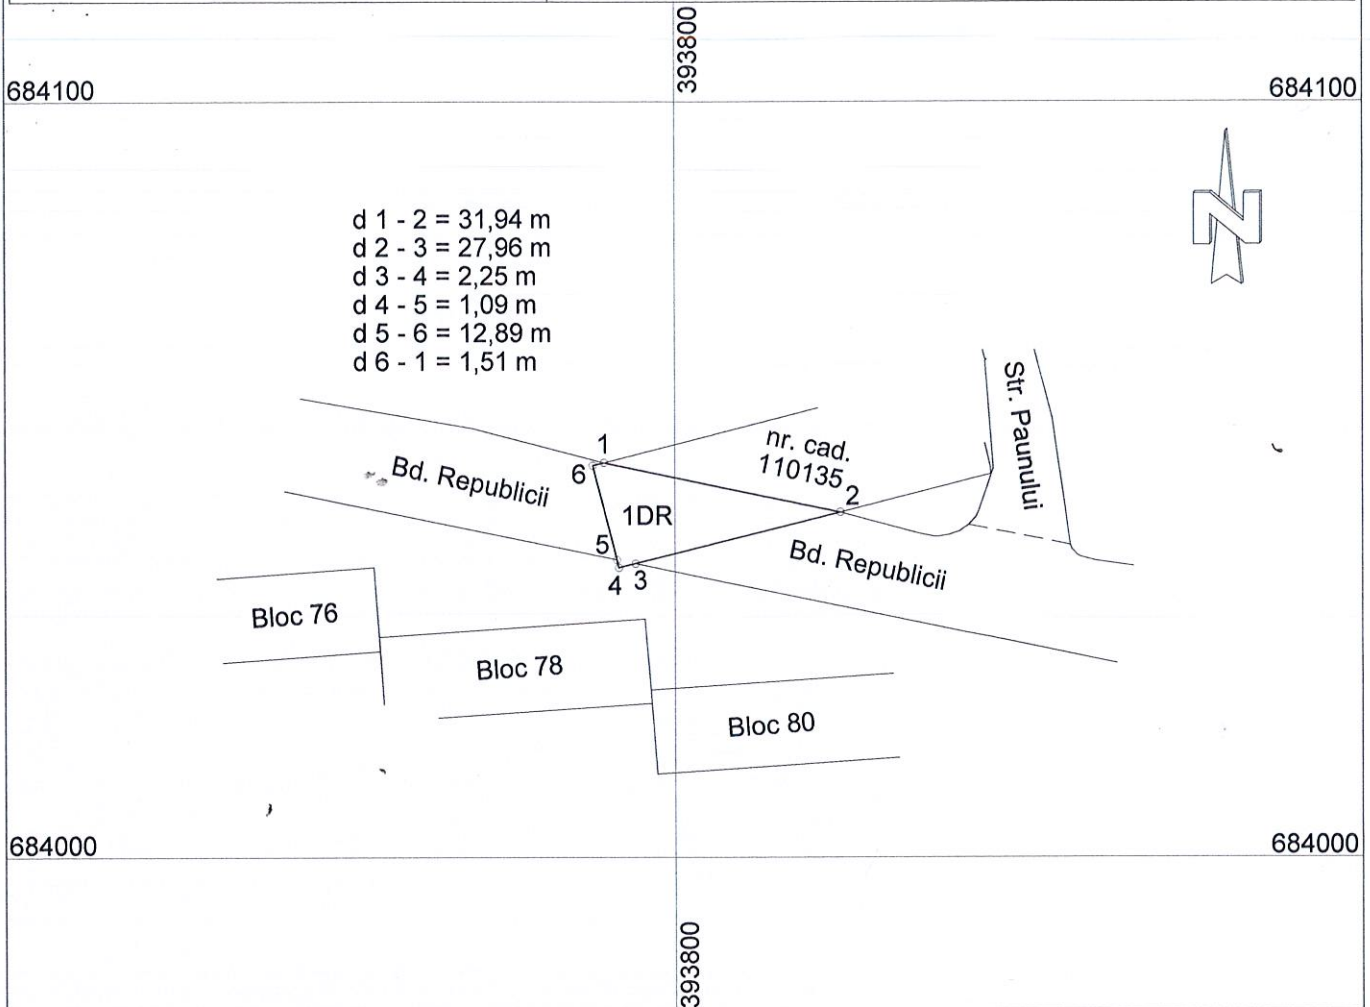 393800
684100
684100
N
d 1 - 2 = 31,94 m
d 2 - 3 = 27,96 m
d 3 - 4 = 2,25 m
d 4 - 5 = 1,09 m
d 5 - 6 = 12,89 m
d 6 - 1 = 1,51 m
Str. Paunului
1
nr. cad.
110135
6
Bd. Republicii
2
1DR
5
Bd. Republicii
4
3
Bloc 76
Bloc 78
Bloc 80
684000
684000
393800